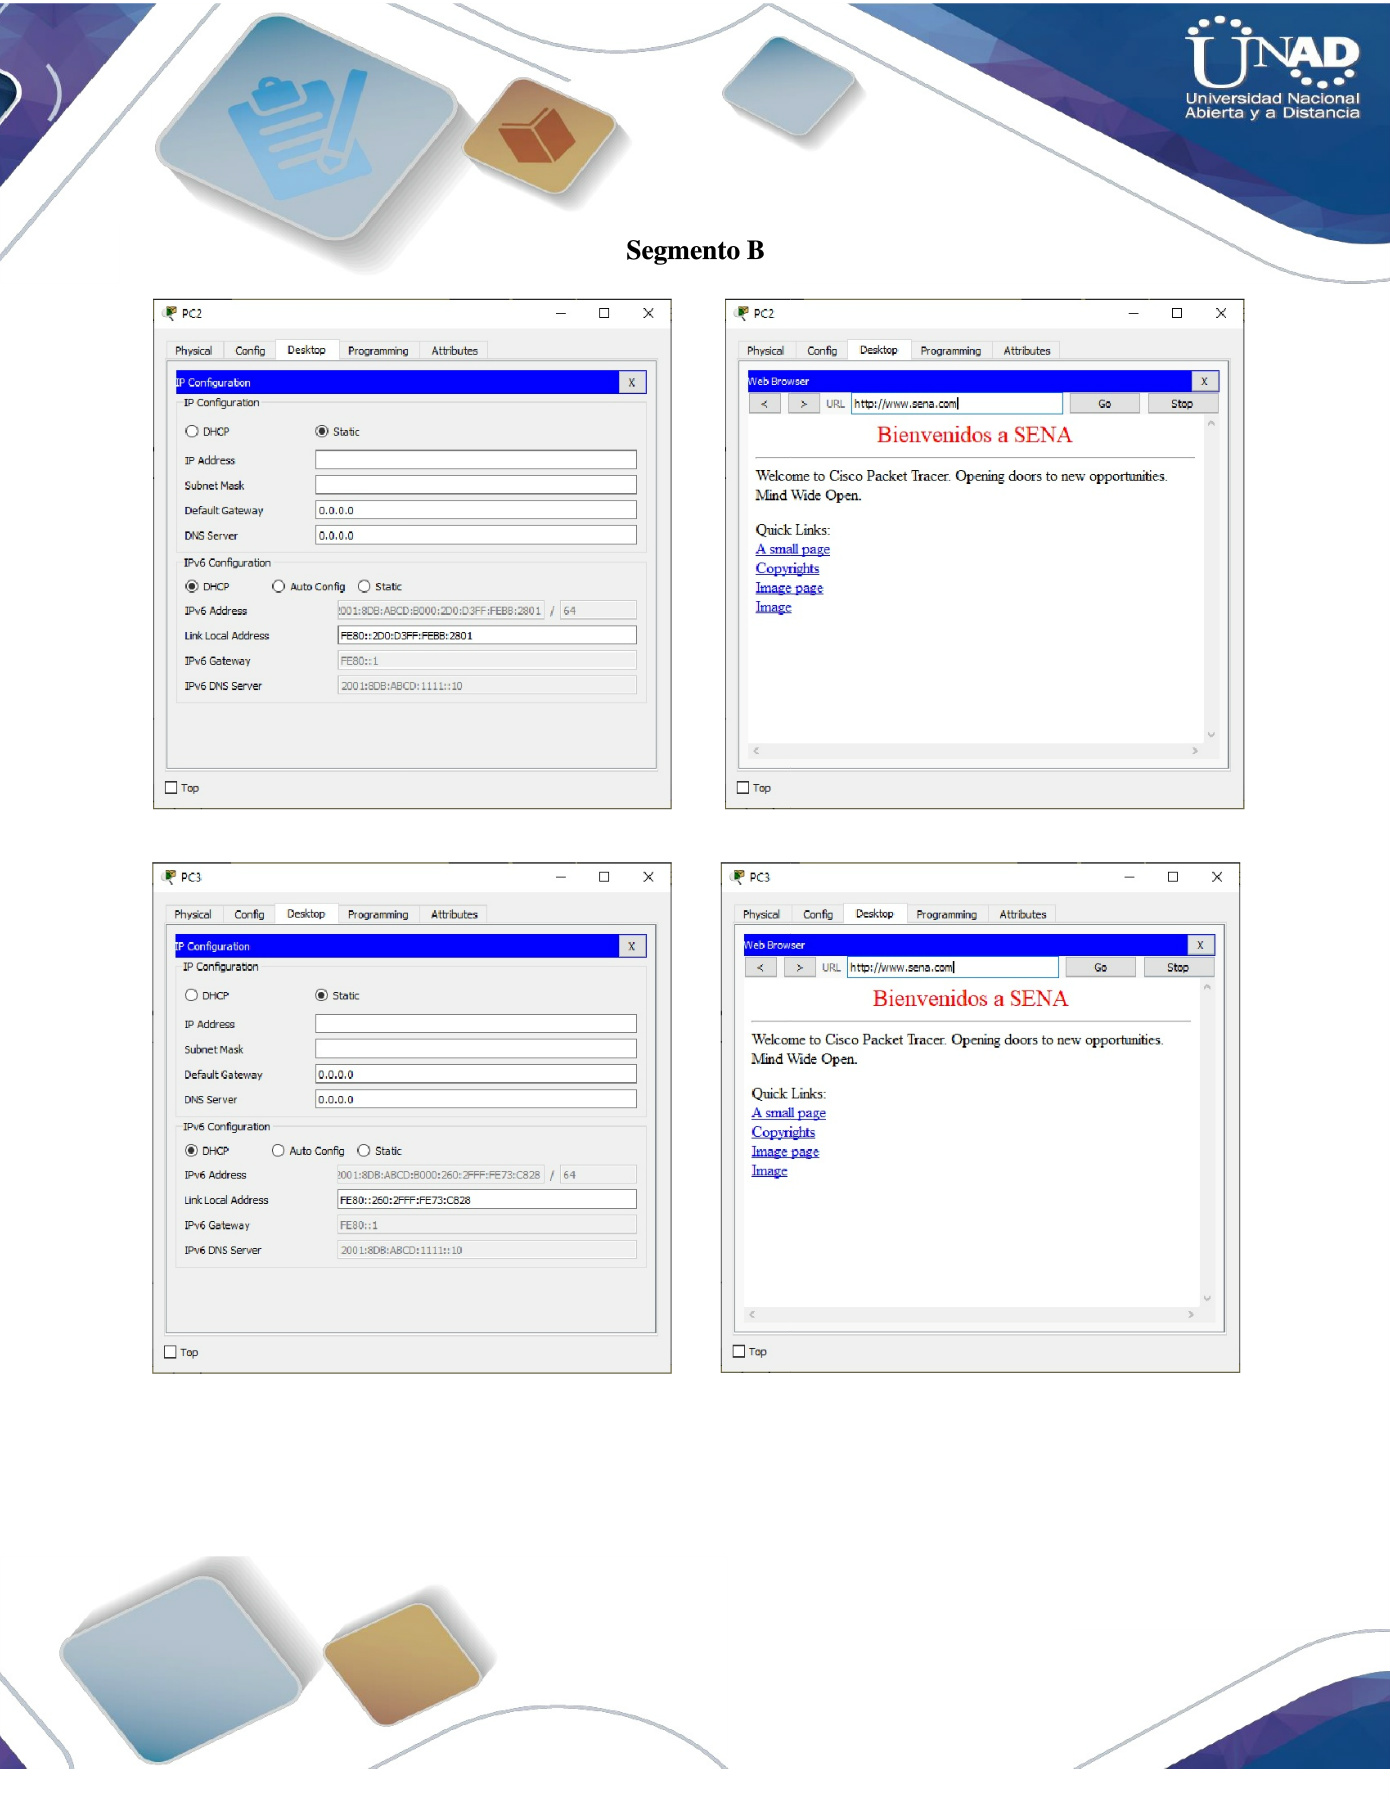 UNAD
Universidad Nacional
Abierta y a Distancia
Segmento B
PC2
Physical Config Desktop Programming Attributes
IP Configuration X
IP Configuration
DHCP Static
IP Address
Subnet Mask
Default Gateway 0.0.0.0
DNS Server 0.0.0.0
IPv6 Configuration
DHCP Auto Config Static
IPv6 Address 2001:8DB:ABCD:B000:2D0:D3FF:FEBB:2801 / 64
Link Local Address FE80::2D0:D3FF:FEBB:2801
IPv6 Gateway FE80::1
IPv6 DNS Server 2001:8DB:ABCD:1111::10
Top
PC2
Physical Config Desktop Programming Attributes
Web Browser X
< > URL http://www.sena.com Go Stop
Bienvenidos a SENA
Welcome to Cisco Packet Tracer. Opening doors to new opportunities.
Mind Wide Open.
Quick Links:
A small page
Copyrights
Image page
Image
Top
PC3
Physical Config Desktop Programming Attributes
IP Configuration X
IP Configuration
DHCP Static
IP Address
Subnet Mask
Default Gateway 0.0.0.0
DNS Server 0.0.0.0
IPv6 Configuration
DHCP Auto Config Static
IPv6 Address 2001:8DB:ABCD:B000:260:2FFF:FE73:C828 / 64
Link Local Address FE80::260:2FFF:FE73:C828
IPv6 Gateway FE80::1
IPv6 DNS Server 2001:8DB:ABCD:1111::10
Top
PC3
Physical Config Desktop Programming Attributes
Web Browser X
< > URL http://www.sena.com Go Stop
Bienvenidos a SENA
Welcome to Cisco Packet Tracer. Opening doors to new opportunities.
Mind Wide Open.
Quick Links:
A small page
Copyrights
Image page
Image
Top